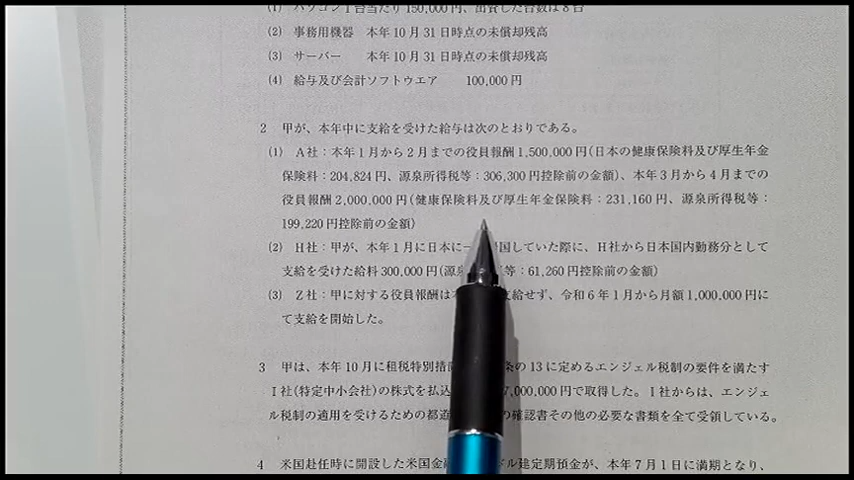 (1) パソコン1台当たり 150,000円、出資した台数は8台
(2) 事務用機器 本年10月31日時点の未償却残高
(3) サーバー 本年10月31日時点の未償却残高
(4) 給与及び会計ソフトウエア 100,000円
2 甲が、本年中に支給を受けた給与は次のとおりである。
(1) A社：本年1月から2月までの役員報酬1,500,000円(日本の健康保険料及び厚生年金
保険料：204,824円、源泉所得税等：306,300円控除前の金額)、本年3月から4月までの
役員報酬2,000,000円(健康保険料及び厚生年金保険料：231,160円、源泉所得税等：
199,220円控除前の金額)
(2) H社：甲が、本年1月に日本に一 国していた際に、H社から日本国内勤務分として
支給を受けた給料300,000円(源 等：61,260円控除前の金額)
(3) Z社：甲に対する役員報酬は 支給せず、令和6年1月から月額1,000,000円に
て支給を開始した。
3 甲は、本年10月に租税特別措 条の13に定めるエンジェル税制の要件を満たす
I社(特定中小会社)の株式を払込 7,000,000円で取得した。I社からは、エンジェ
ル税制の適用を受けるための都道 の確認書その他の必要な書類を全て受領している。
4 米国赴任時に開設した米国金 ドル建定期預金が、本年7月1日に満期となり、